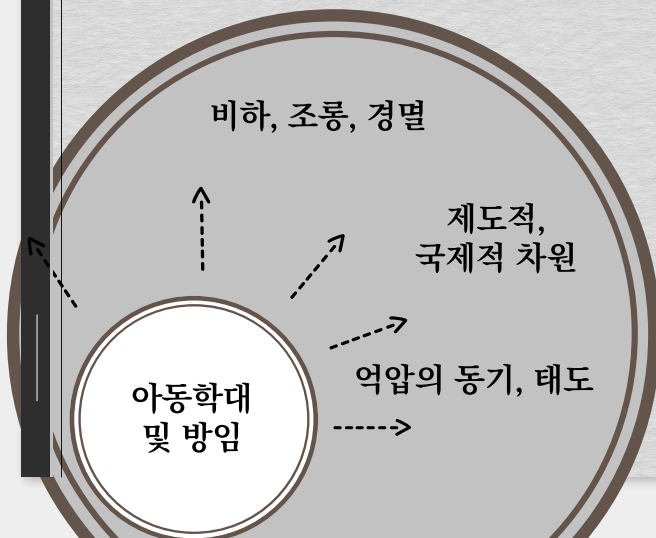 비하, 조롱, 경멸
제도적,
국제적 차원
억압의 동기, 태도
아동학대
및 방임